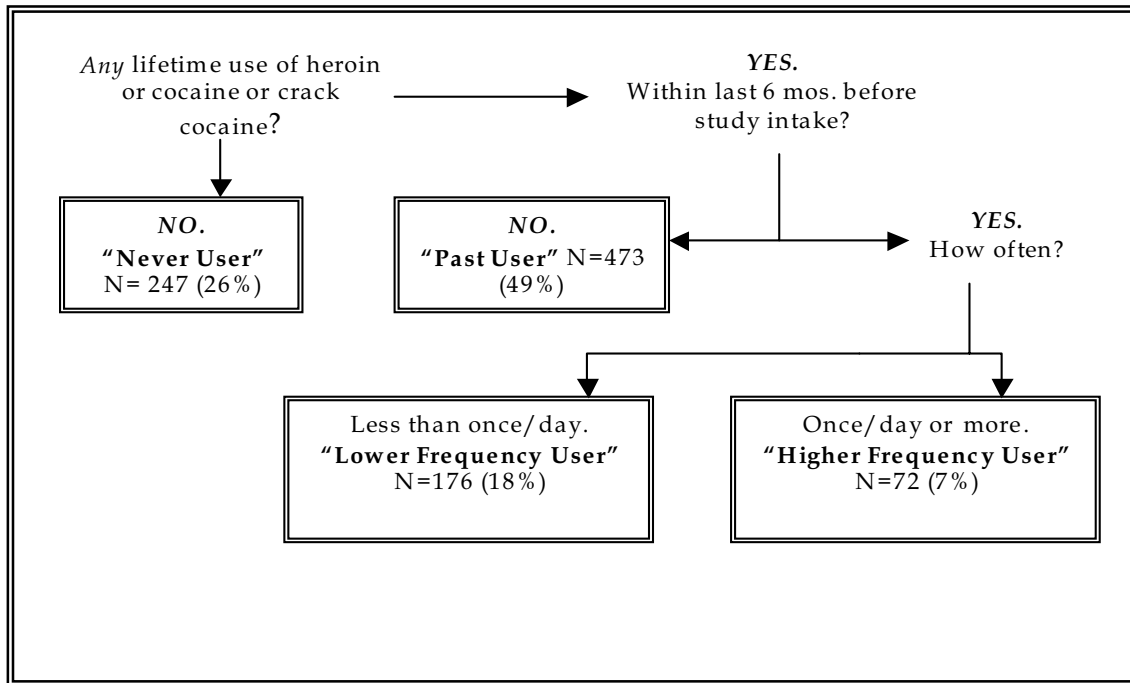 Any lifetime use of heroin
or cocaine or crack
cocaine?
YES.
Within last 6 mos. before
study intake?
NO.
“Never User”
N= 247 (26%)
NO.
“Past User” N=473
(49%)
YES.
How often?
Less than once/day.
“Lower Frequency User”
N=176 (18%)
Once/day or more.
“Higher Frequency User”
N=72 (7%)